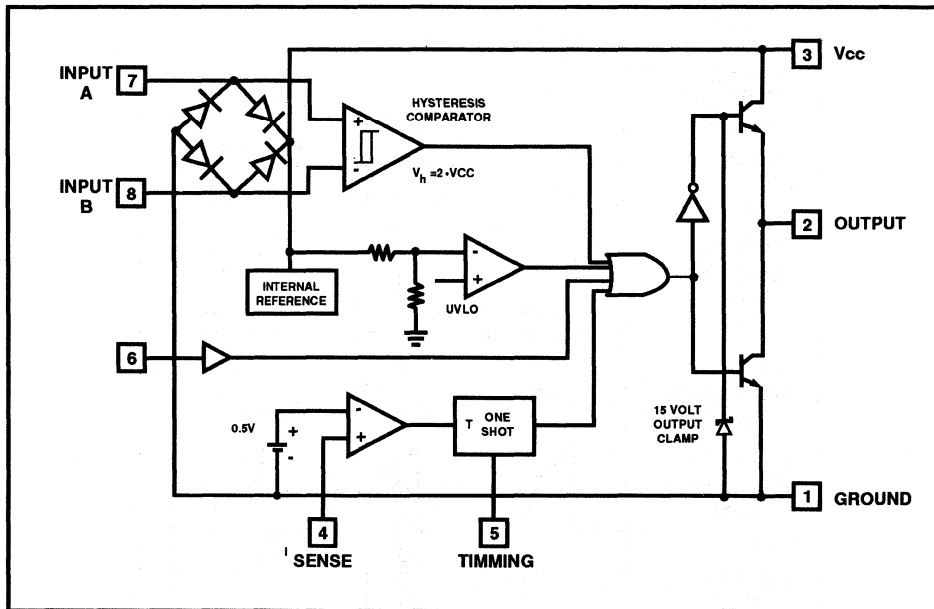 INPUT
A
7
3
Vcc
HYSTERESIS
COMPARATOR
+
-
Vh =2•VCC
INPUT
B
8
2
OUTPUT
INTERNAL
REFERENCE
-
+
UVLO
6
0.5V
+
-
-
+
T ONE
SHOT
15 VOLT
OUTPUT
CLAMP
1
GROUND
4
I SENSE
5
TIMMING